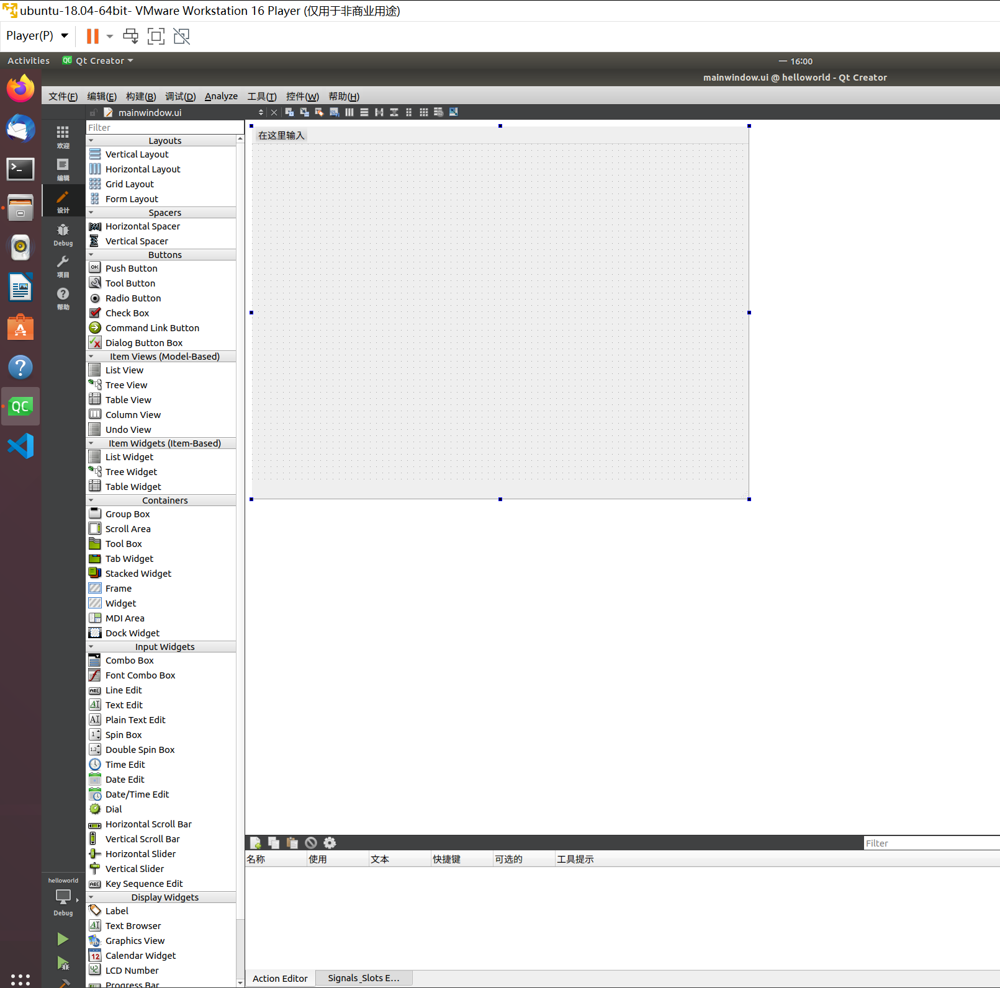 ubuntu-18.04-64bit- VMware Workstation 16 Player (仅用于非商业用途)
Player(P)
Activities
QC
Qt Creator
一 16:00
mainwindow.ui @ helloworld - Qt Creator
文件(F) 编辑(E) 构建(B) 调试(D) Analyze 工具(T) 控件(W) 帮助(H)
mainwindow.ui
欢迎
编辑
设计
Debug
项目
帮助
QC
Filter
Layouts
Vertical Layout
Horizontal Layout
Grid Layout
Form Layout
Spacers
Horizontal Spacer
Vertical Spacer
Buttons
Push Button
Tool Button
Radio Button
Check Box
Command Link Button
Dialog Button Box
Item Views (Model-Based)
List View
Tree View
Table View
Column View
Undo View
Item Widgets (Item-Based)
List Widget
Tree Widget
Table Widget
Containers
Group Box
Scroll Area
Tool Box
Tab Widget
Stacked Widget
Frame
Widget
MDI Area
Dock Widget
Input Widgets
Combo Box
Font Combo Box
Line Edit
Text Edit
Plain Text Edit
Spin Box
Double Spin Box
Time Edit
Date Edit
Date/Time Edit
Dial
Horizontal Scroll Bar
Vertical Scroll Bar
Horizontal Slider
Vertical Slider
Key Sequence Edit
Display Widgets
Label
Text Browser
Graphics View
Calendar Widget
LCD Number
Progress Bar
helloworld
Debug
在这里输入
Filter
名称 使用 文本 快捷键 可选的 工具提示
Action Editor
Signals_Slots E...